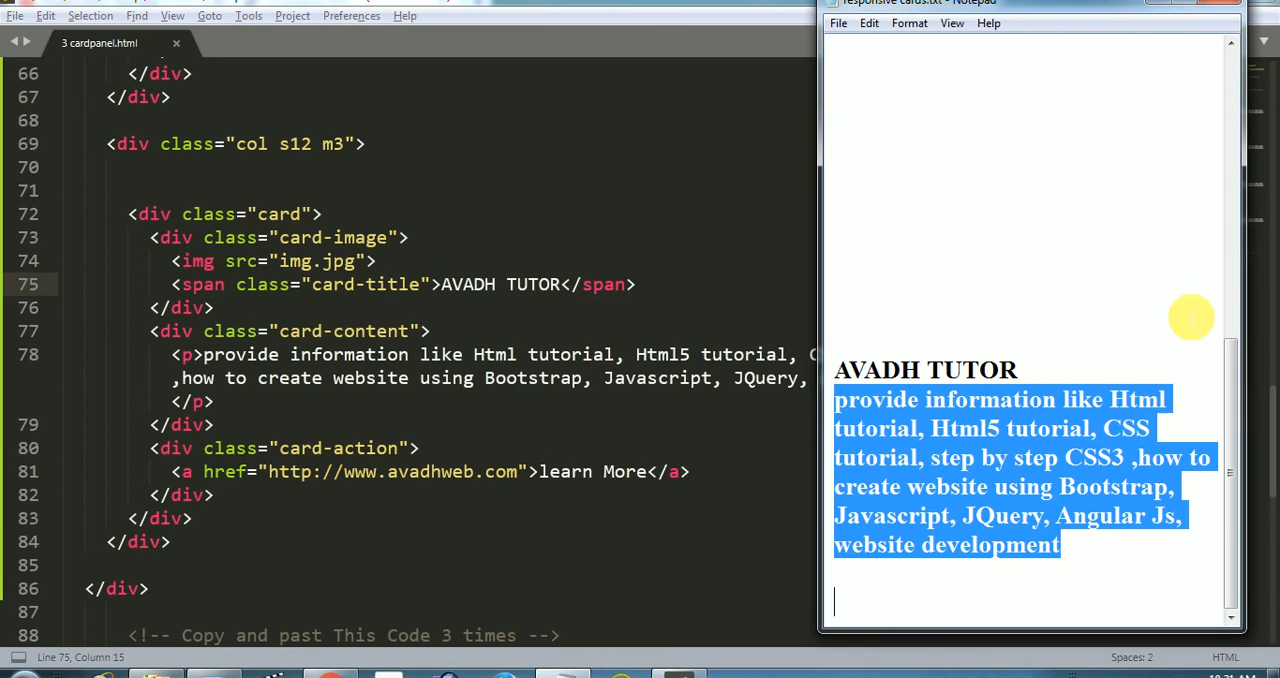 File Edit Selection Find View Goto Tools Project Preferences Help
3 cardpanel.html ×
66 </div>
67 </div>
68
69 <div class="col s12 m3">
70
71
72 <div class="card">
73 <div class="card-image">
74 <img src="img.jpg">
75 <span class="card-title">AVADH TUTOR</span>
76 </div>
77 <div class="card-content">
78 <p>provide information like Html tutorial, Html5 tutorial,
,how to create website using Bootstrap, Javascript, JQuery,
</p>
79 </div>
80 <div class="card-action">
81 <a href="http://www.avadhweb.com">learn More</a>
82 </div>
83 </div>
84 </div>
85
86 </div>
87
88 <!-- Copy and past This Code 3 times -->
Line 75, Column 15
Spaces: 2
HTML
responsive cards.txt - Notepad
File Edit Format View Help
AVADH TUTOR
provide information like Html
tutorial, Html5 tutorial, CSS
tutorial, step by step CSS3 ,how to
create website using Bootstrap,
Javascript, JQuery, Angular Js,
website development